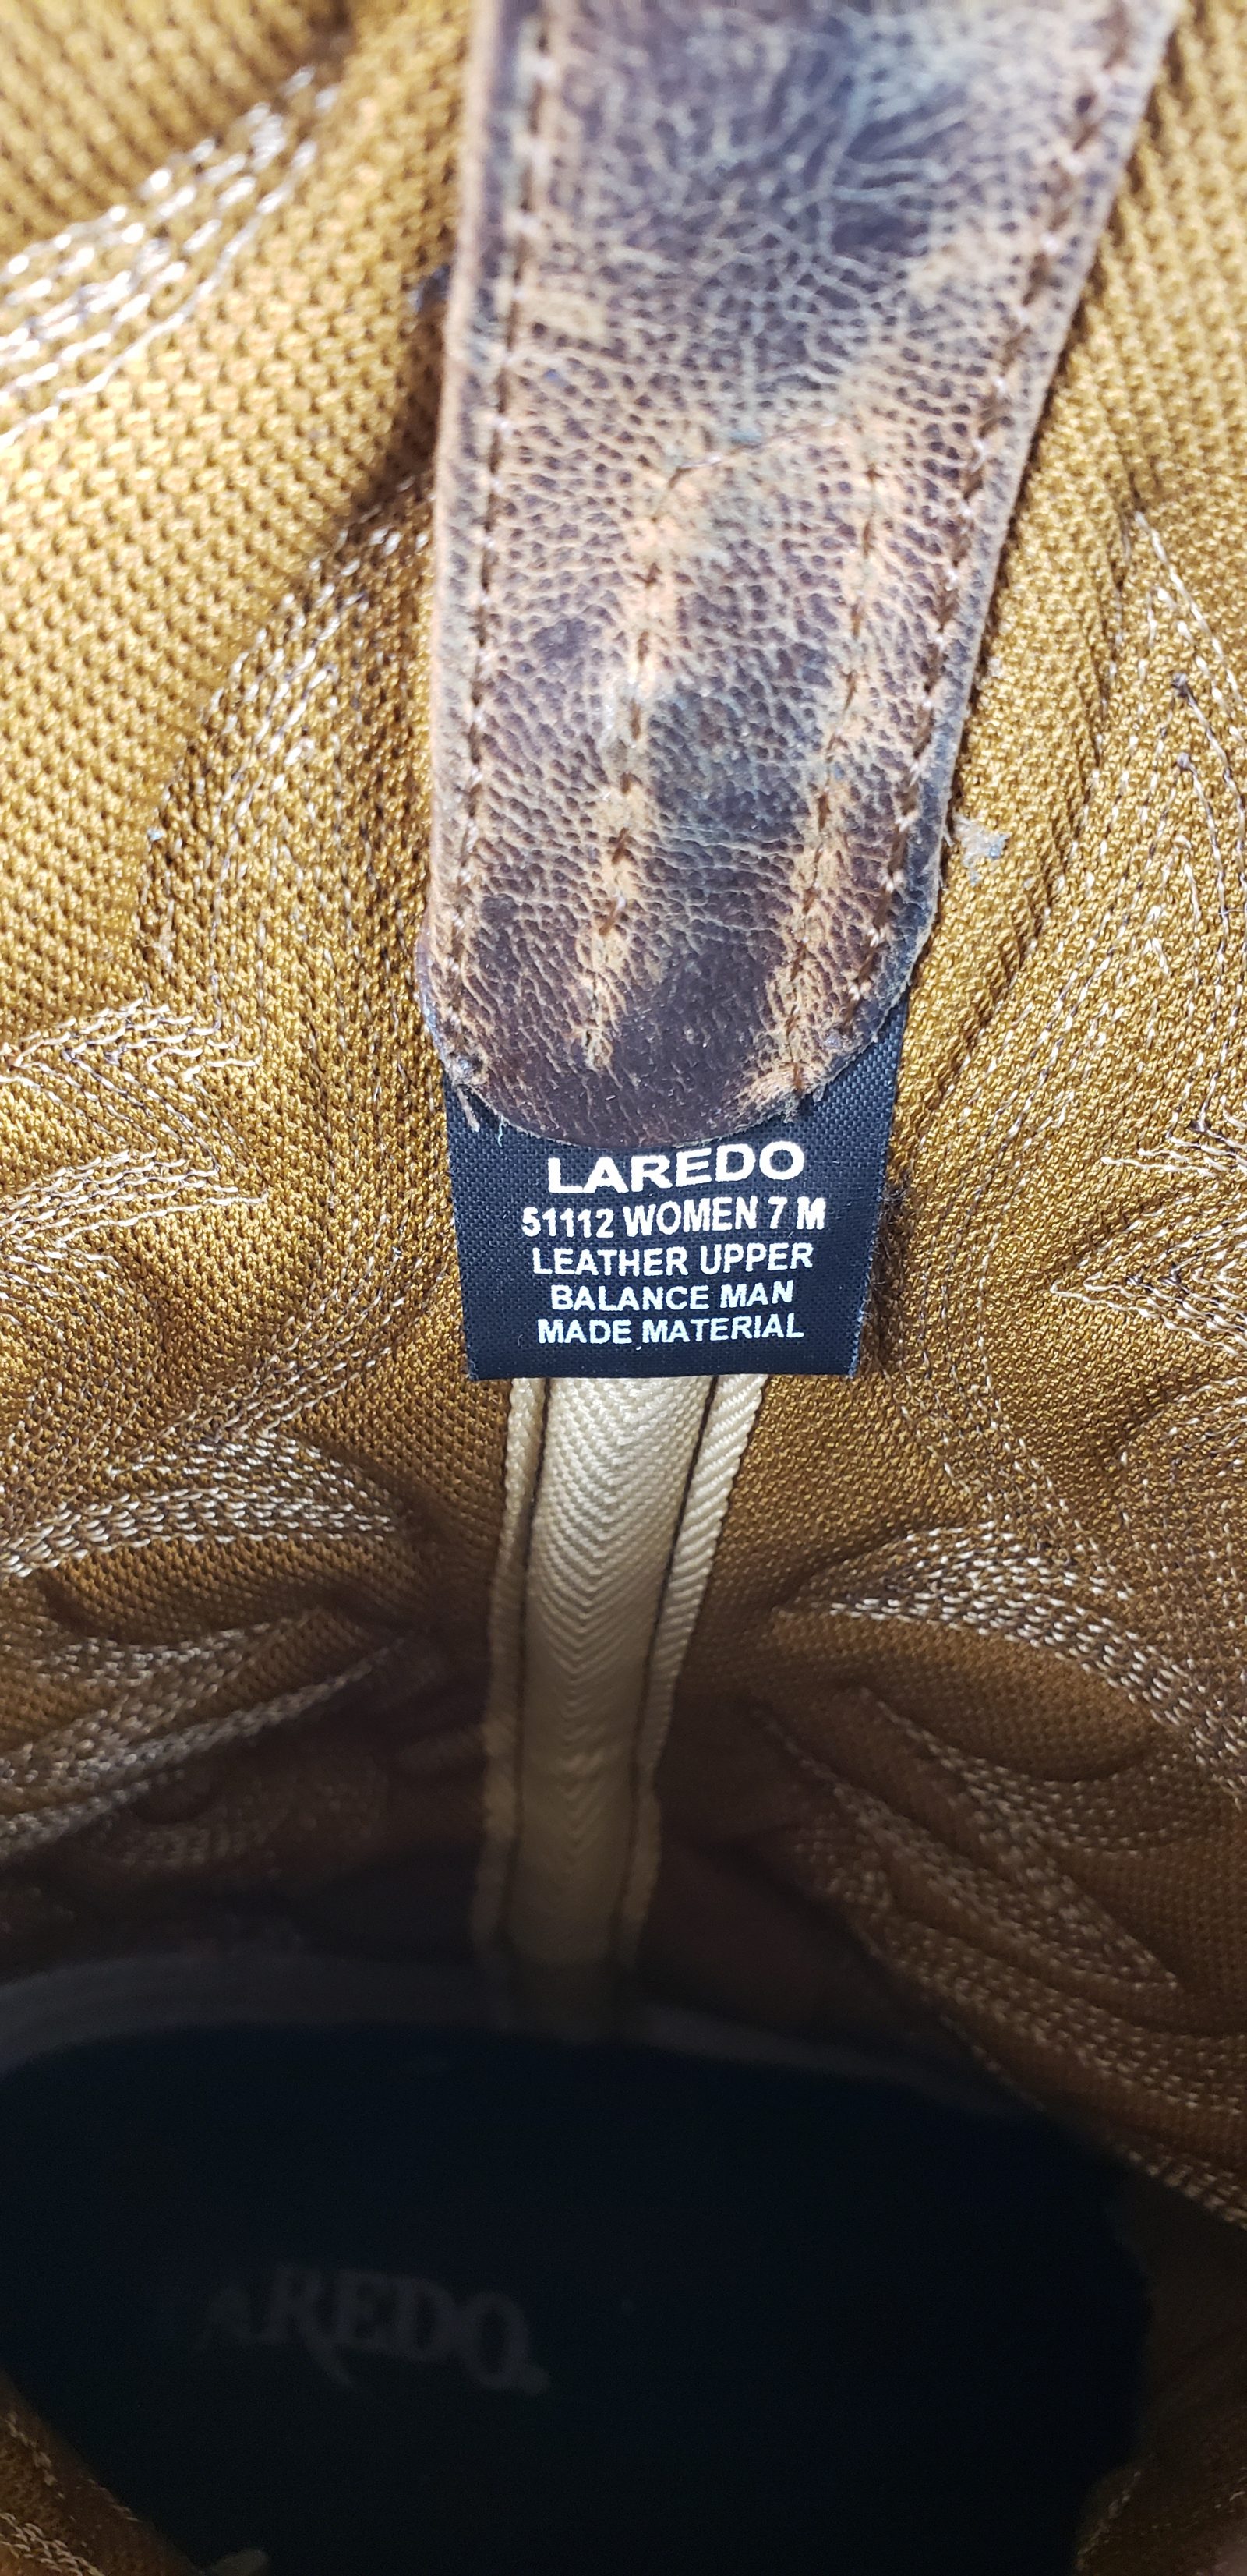 LAREDO
51112 WOMEN 7 M
LEATHER UPPER
BALANCE MAN
MADE MATERIAL
AREDO